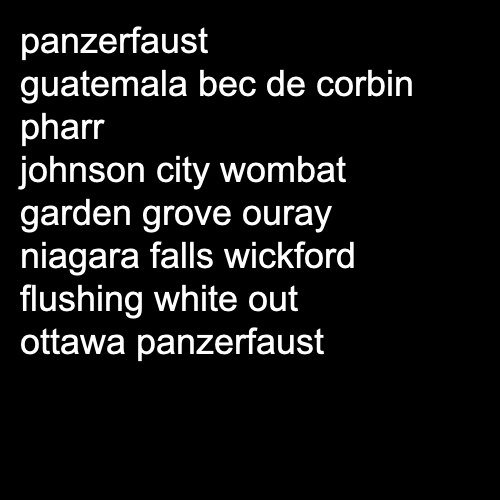 panzerfaust
guatemala bec de corbin
pharr
johnson city wombat
garden grove ouray
niagara falls wickford
flushing white out
ottawa panzerfaust